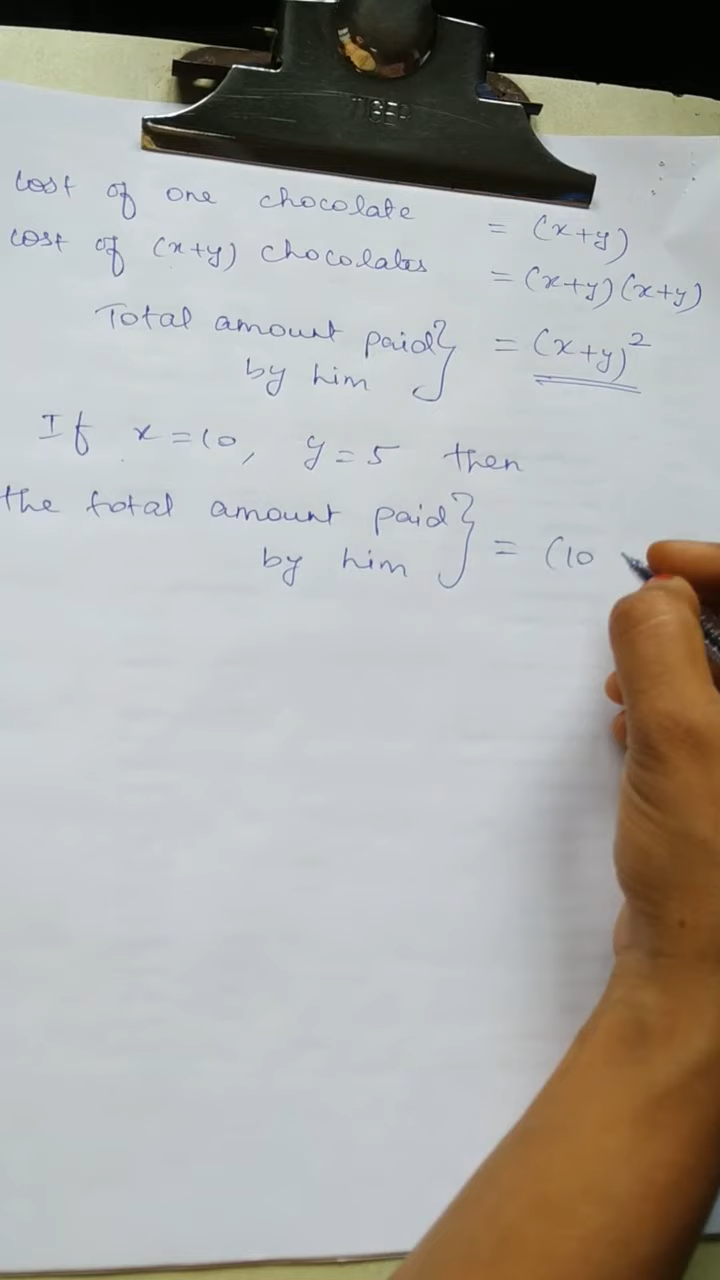 TIGER
cost of one chocolate = (x+y)
cost of (x+y) chocolates = (x+y)(x+y)
Total amount paid
by him } = (x+y)²
If x=10, y=5 then
the total amount paid
by him } = (10